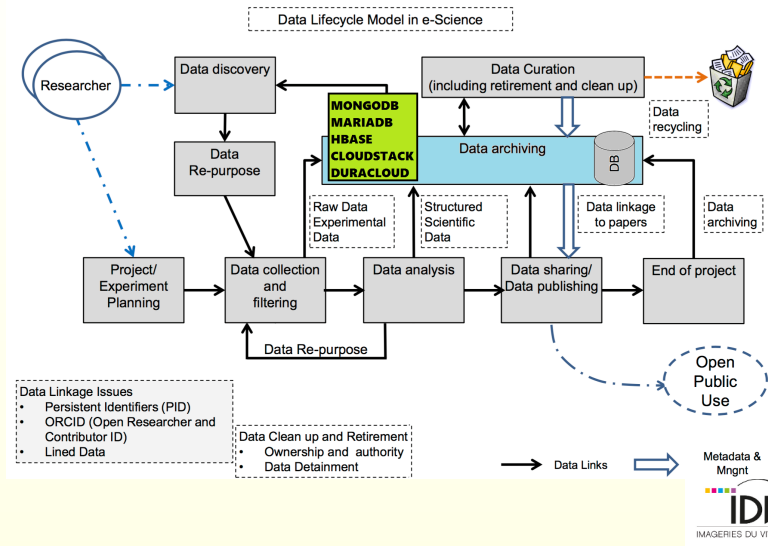 Data Lifecycle Model in e-Science
Researcher
Data discovery
Data Curation
(including retirement and clean up)
MONGODB
MARIADB
HBASE
CLOUDSTACK
DURACLOUD
Data
recycling
Data
Re-purpose
Data archiving
DB
Raw Data
Experimental
Data
Structured
Scientific
Data
Data linkage
to papers
Data
archiving
Project/
Experiment
Planning
Data collection
and
filtering
Data analysis
Data sharing/
Data publishing
End of project
Data Re-purpose
Open
Public
Use
Data Linkage Issues
• Persistent Identifiers (PID)
• ORCID (Open Researcher and
Contributor ID)
• Lined Data
Data Clean up and Retirement
• Ownership and authority
• Data Detainment
Data Links
Metadata &
Mngnt
IMAGERIES DU VI